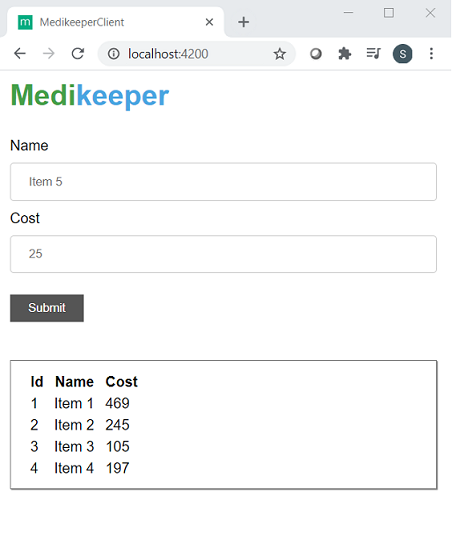 MedikeeperClient
localhost:4200
S
Medikeeper
Name
Item 5
Cost
25
Submit
Id Name Cost
1 Item 1 469
2 Item 2 245
3 Item 3 105
4 Item 4 197